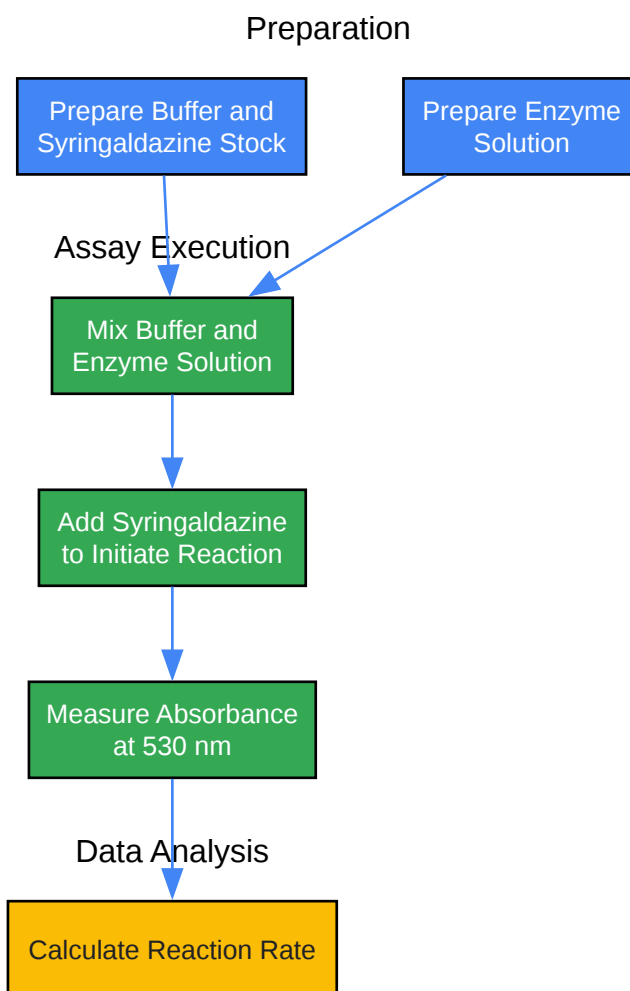 Preparation
Prepare Buffer and
Syringaldazine Stock
Prepare Enzyme
Solution
Assay Execution
Mix Buffer and
Enzyme Solution
Add Syringaldazine
to Initiate Reaction
Measure Absorbance
at 530 nm
Data Analysis
Calculate Reaction Rate